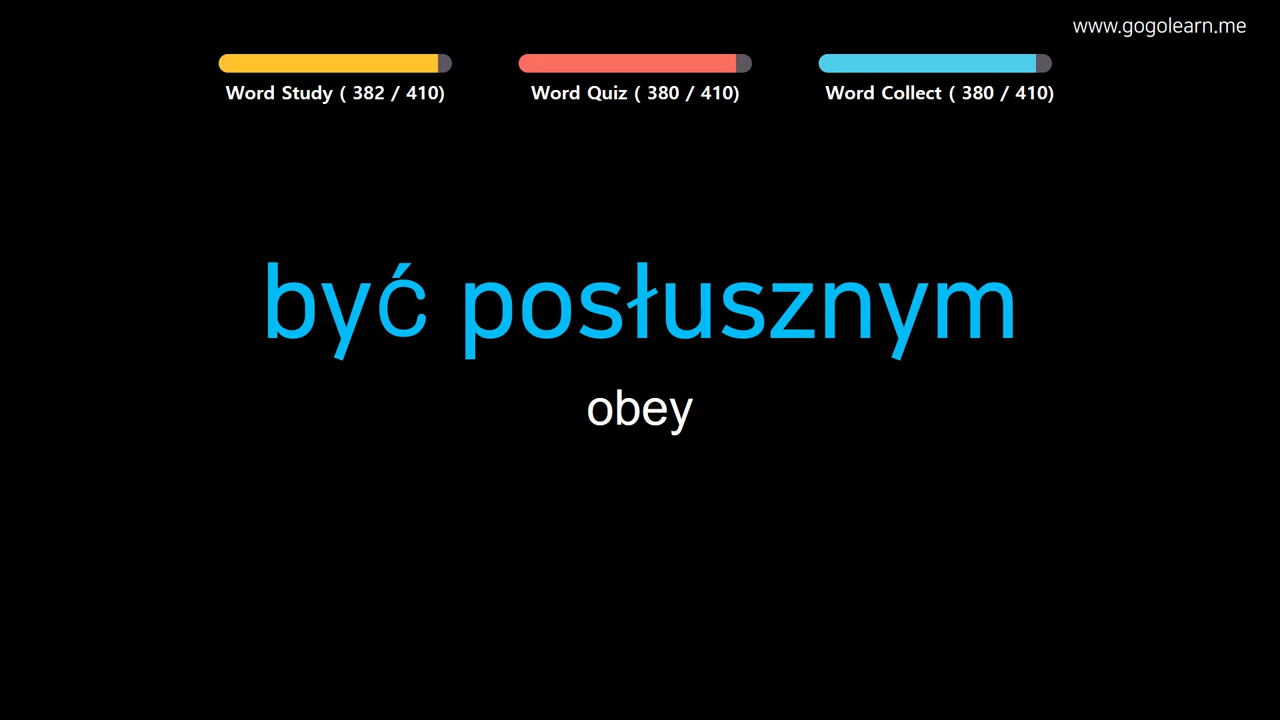 www.gogolearn.me
Word Study ( 382 / 410)
Word Quiz ( 380 / 410)
Word Collect ( 380 / 410)
być posłusznym
obey